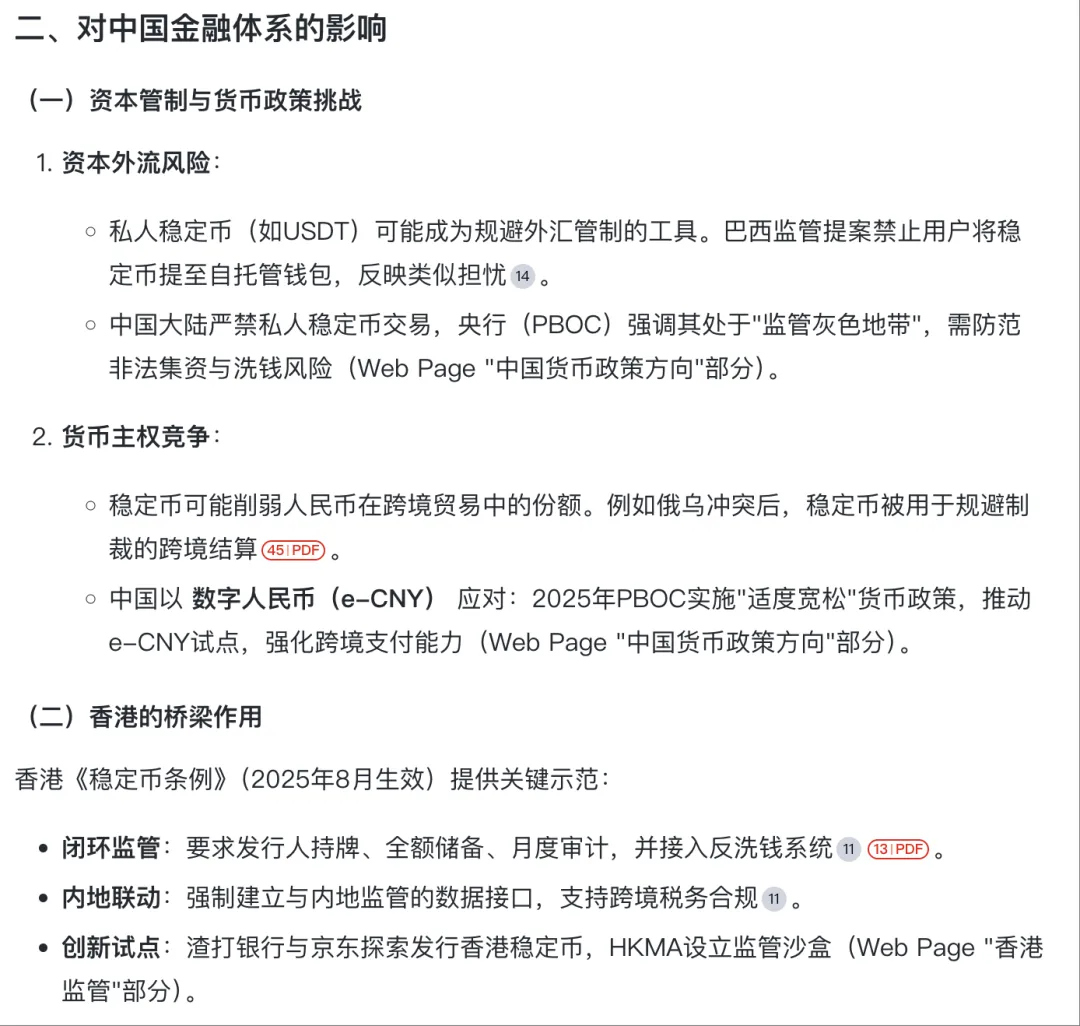 二、对中国金融体系的影响
（一）资本管制与货币政策挑战
1. 资本外流风险：
○ 私人稳定币（如USDT）可能成为规避外汇管制的工具。巴西监管提案禁止用户将稳
定币提至自托管钱包，反映类似担忧 14 。
○ 中国大陆严禁私人稳定币交易，央行（PBOC）强调其处于"监管灰色地带"，需防范
非法集资与洗钱风险（Web Page "中国货币政策方向"部分）。
2. 货币主权竞争：
○ 稳定币可能削弱人民币在跨境贸易中的份额。例如俄乌冲突后，稳定币被用于规避制
裁的跨境结算 45|PDF 。
○ 中国以 数字人民币（e-CNY） 应对：2025年PBOC实施"适度宽松"货币政策，推动
e-CNY试点，强化跨境支付能力（Web Page "中国货币政策方向"部分）。
（二）香港的桥梁作用
香港《稳定币条例》（2025年8月生效）提供关键示范：
• 闭环监管：要求发行人持牌、全额储备、月度审计，并接入反洗钱系统 11 13|PDF 。
• 内地联动：强制建立与内地监管的数据接口，支持跨境税务合规 11 。
• 创新试点：渣打银行与京东探索发行香港稳定币，HKMA设立监管沙盒（Web Page "香港
监管"部分）。